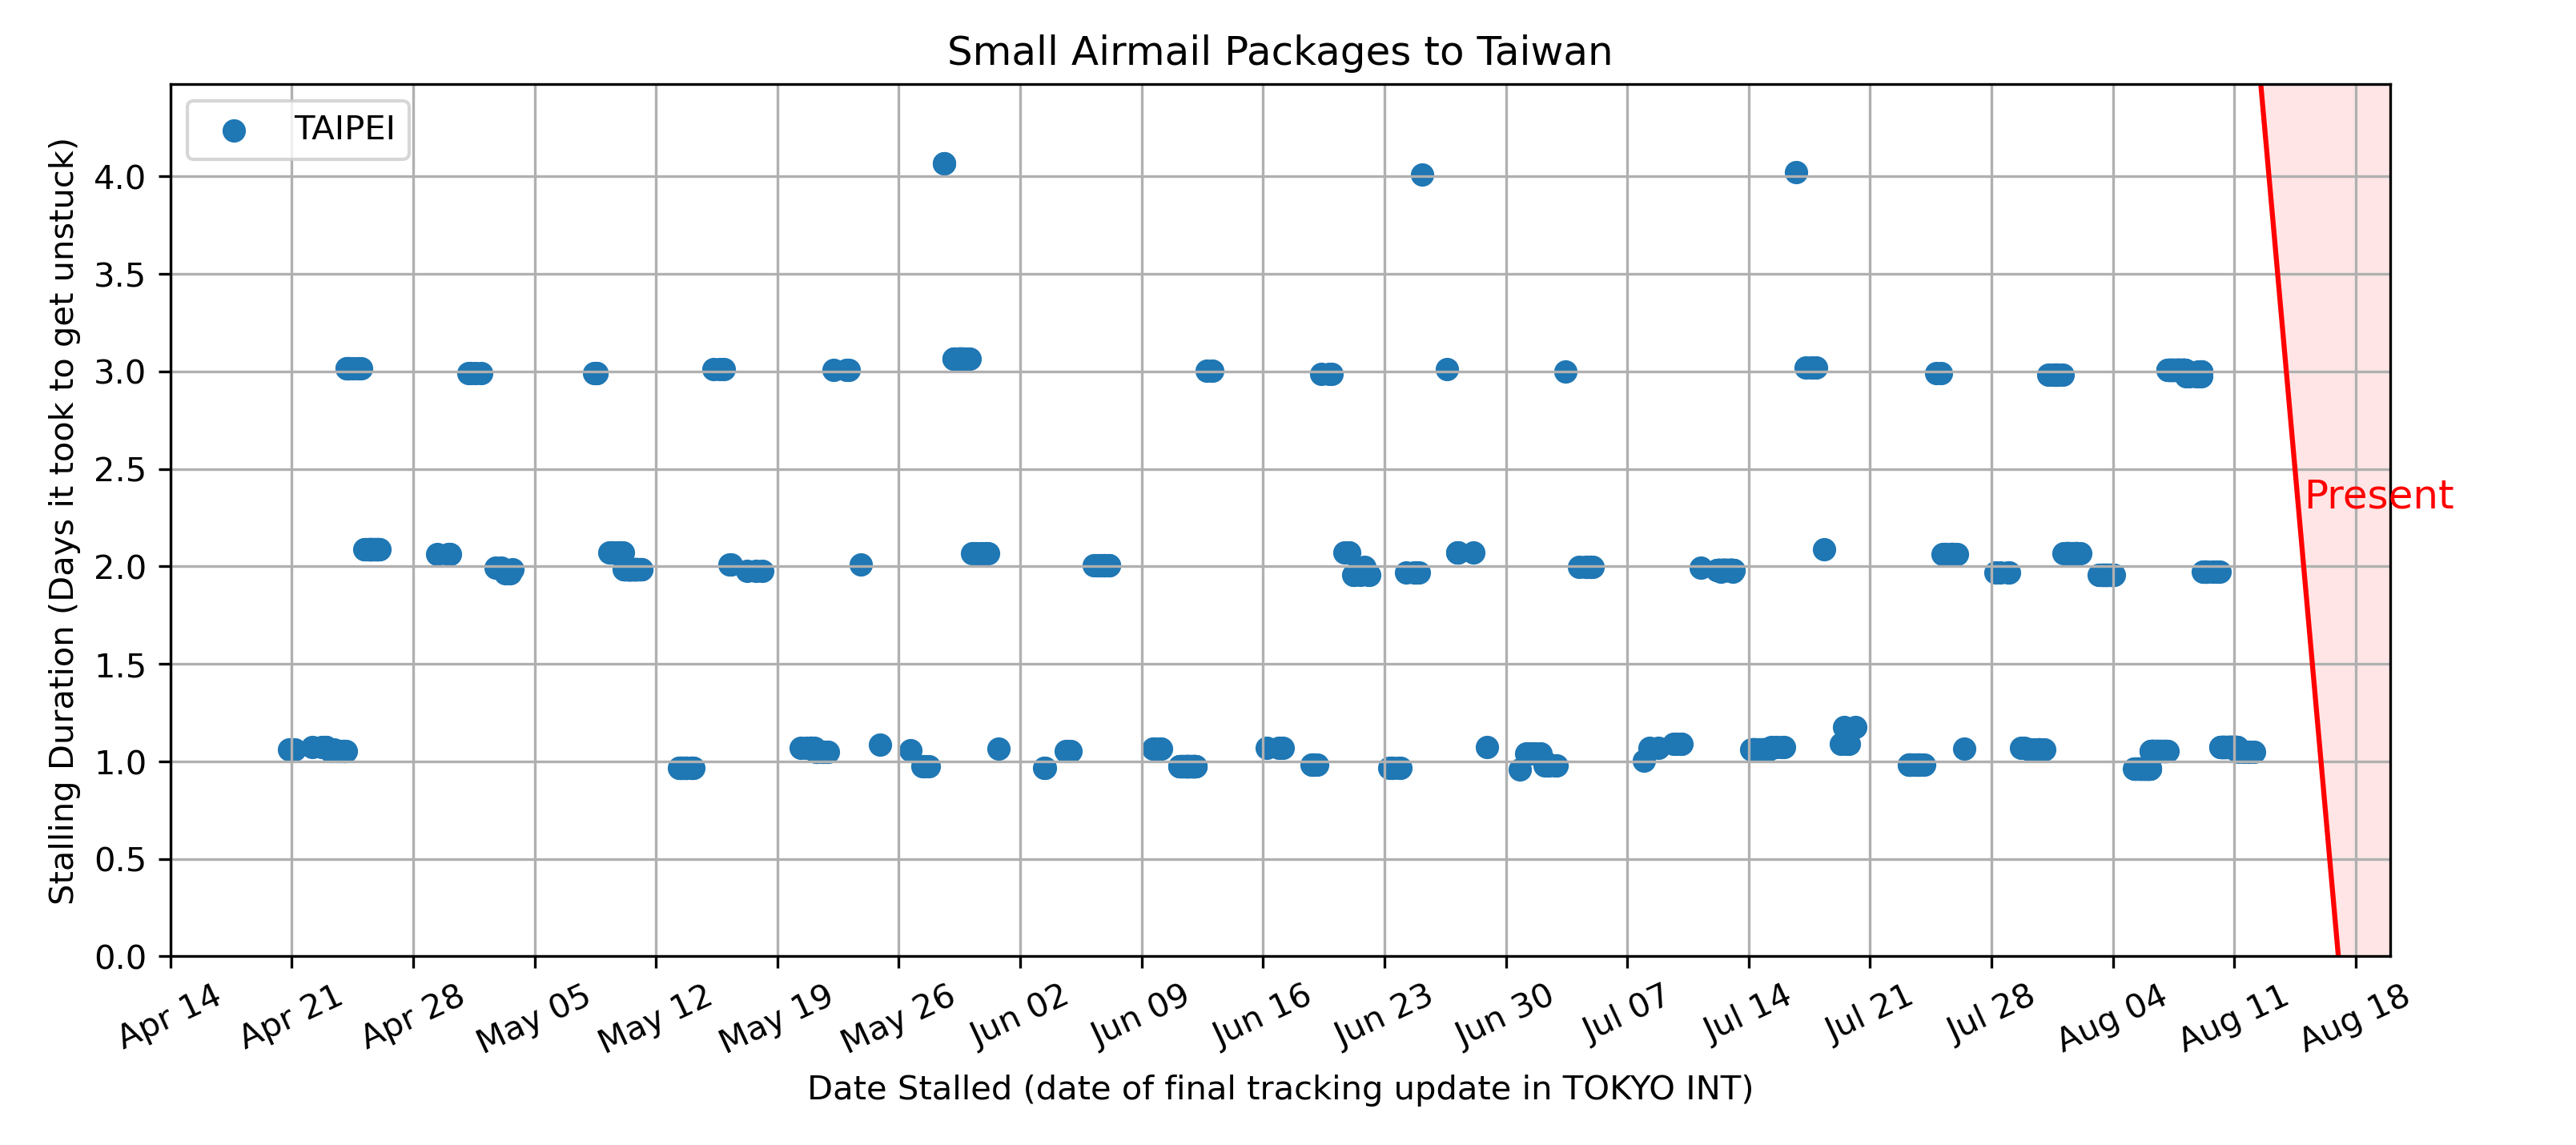 Small Airmail Packages to Taiwan
TAIPEI
Stalling Duration (Days it took to get unstuck)
4.0
3.5
3.0
2.5
2.0
1.5
1.0
0.5
0.0
Present
Apr 14
Apr 21
Apr 28
May 05
May 12
May 19
May 26
Jun 02
Jun 09
Jun 16
Jun 23
Jun 30
Jul 07
Jul 14
Jul 21
Jul 28
Aug 04
Aug 11
Aug 18
Date Stalled (date of final tracking update in TOKYO INT)